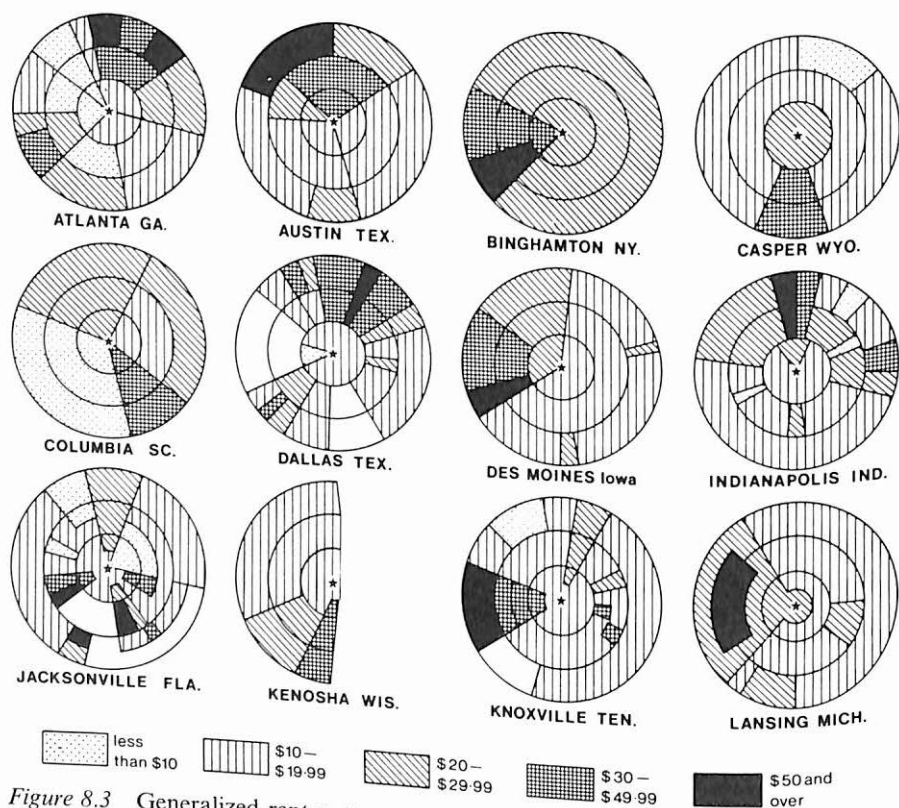 ATLANTA GA.
AUSTIN TEX.
BINGHAMTON NY.
CASPER WYO.
COLUMBIA SC.
DALLAS TEX.
DES MOINES Iowa
INDIANAPOLIS IND.
JACKSONVILLE FLA.
KENOSHA WIS.
KNOXVILLE TEN.
LANSING MICH.
less
than $10
$10—
$19·99
$20—
$29·99
$30—
$49·99
$50 and
over
Figure 8.3 Generalized